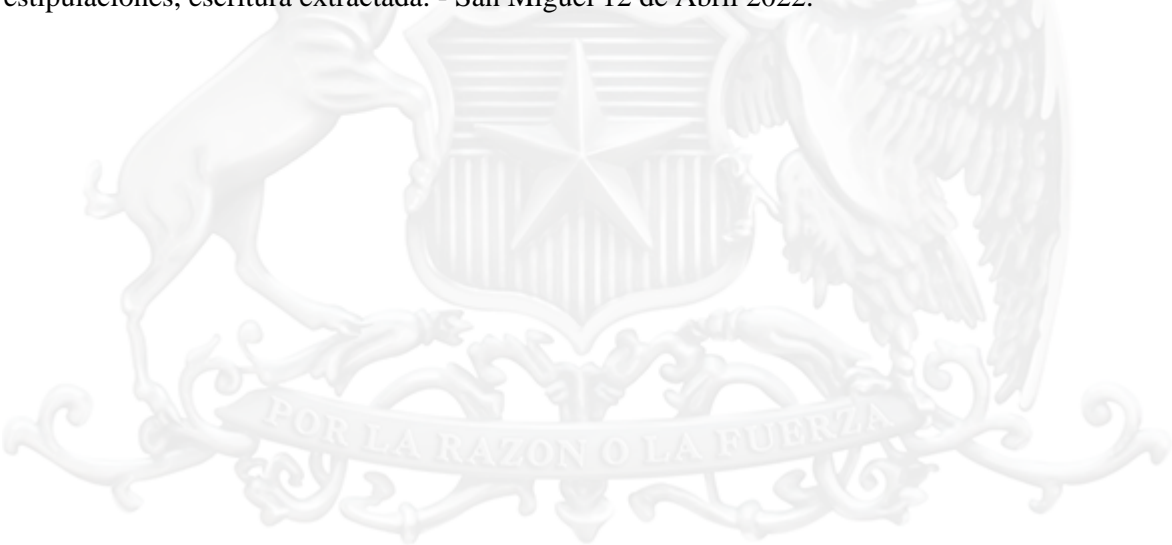 estipulaciones, escritura extractada. - San Miguel 12 de Abril 2022.
POR LA RAZON O LA FUERZA